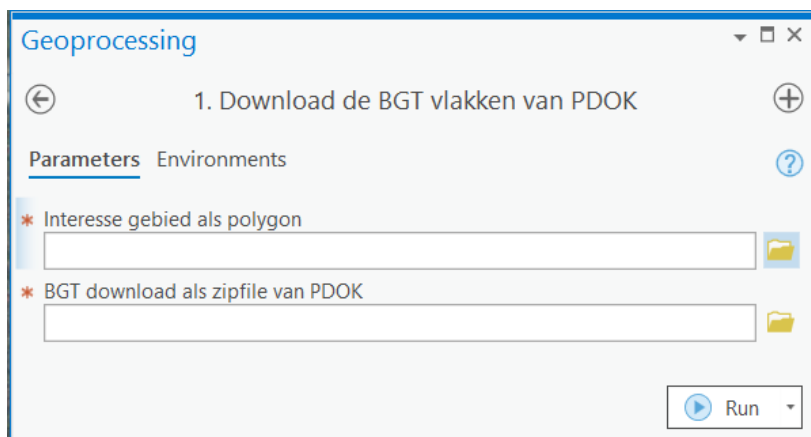 Geoprocessing
1. Download de BGT vlakken van PDOK
Parameters Environments
* Interesse gebied als polygon
* BGT download als zipfile van PDOK
Run